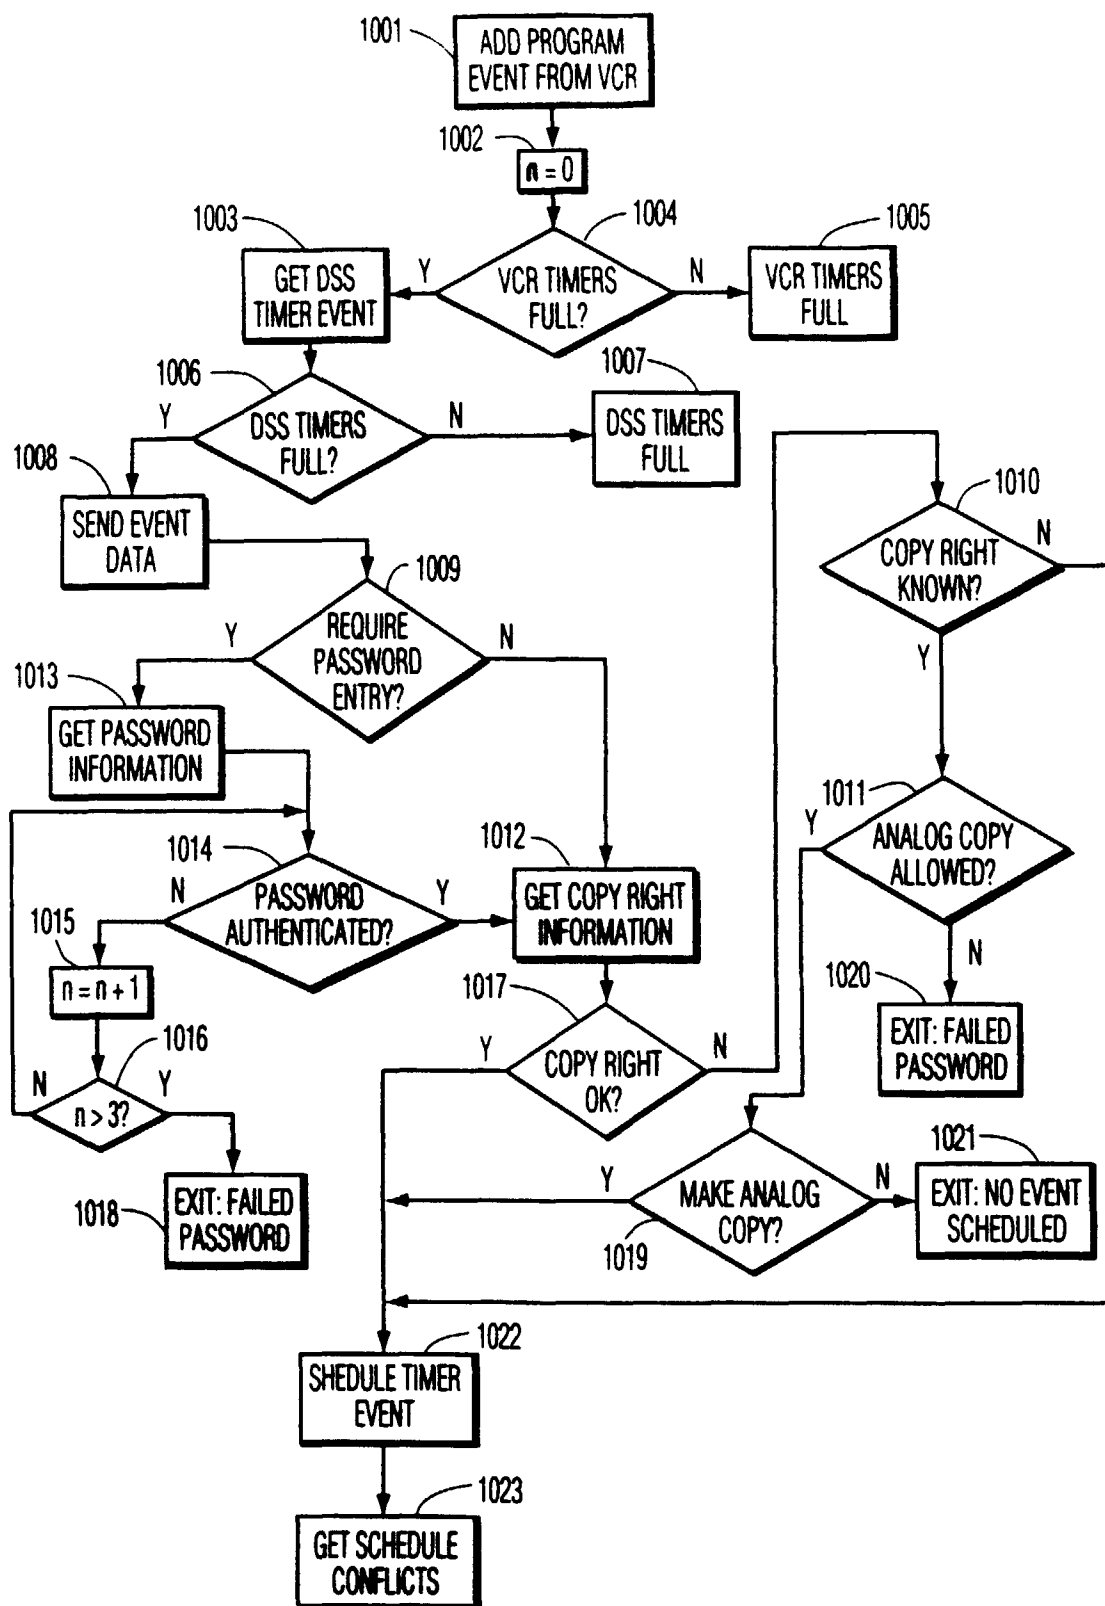 1001
ADD PROGRAM
EVENT FROM VCR
1002
n = 0
1003
1004
1005
GET DSS
TIMER EVENT
Y
VCR TIMERS
FULL?
N
VCR TIMERS
FULL
1006
1007
Y
DSS TIMERS
FULL?
N
DSS TIMERS
FULL
1008
SEND EVENT
DATA
1009
1010
COPY RIGHT
KNOWN?
N
Y
Y
REQUIRE
PASSWORD
ENTRY?
N
1013
GET PASSWORD
INFORMATION
1011
Y
ANALOG COPY
ALLOWED?
N
1014
N
PASSWORD
AUTHENTICATED?
Y
1012
GET COPY RIGHT
INFORMATION
1015
n = n + 1
1016
N
n > 3?
Y
1017
Y
COPY RIGHT
OK?
N
1020
EXIT: FAILED
PASSWORD
1018
EXIT: FAILED
PASSWORD
Y
MAKE ANALOG
COPY?
N
1019
1021
EXIT: NO EVENT
SCHEDULED
1022
SHEDULE TIMER
EVENT
1023
GET SCHEDULE
CONFLICTS